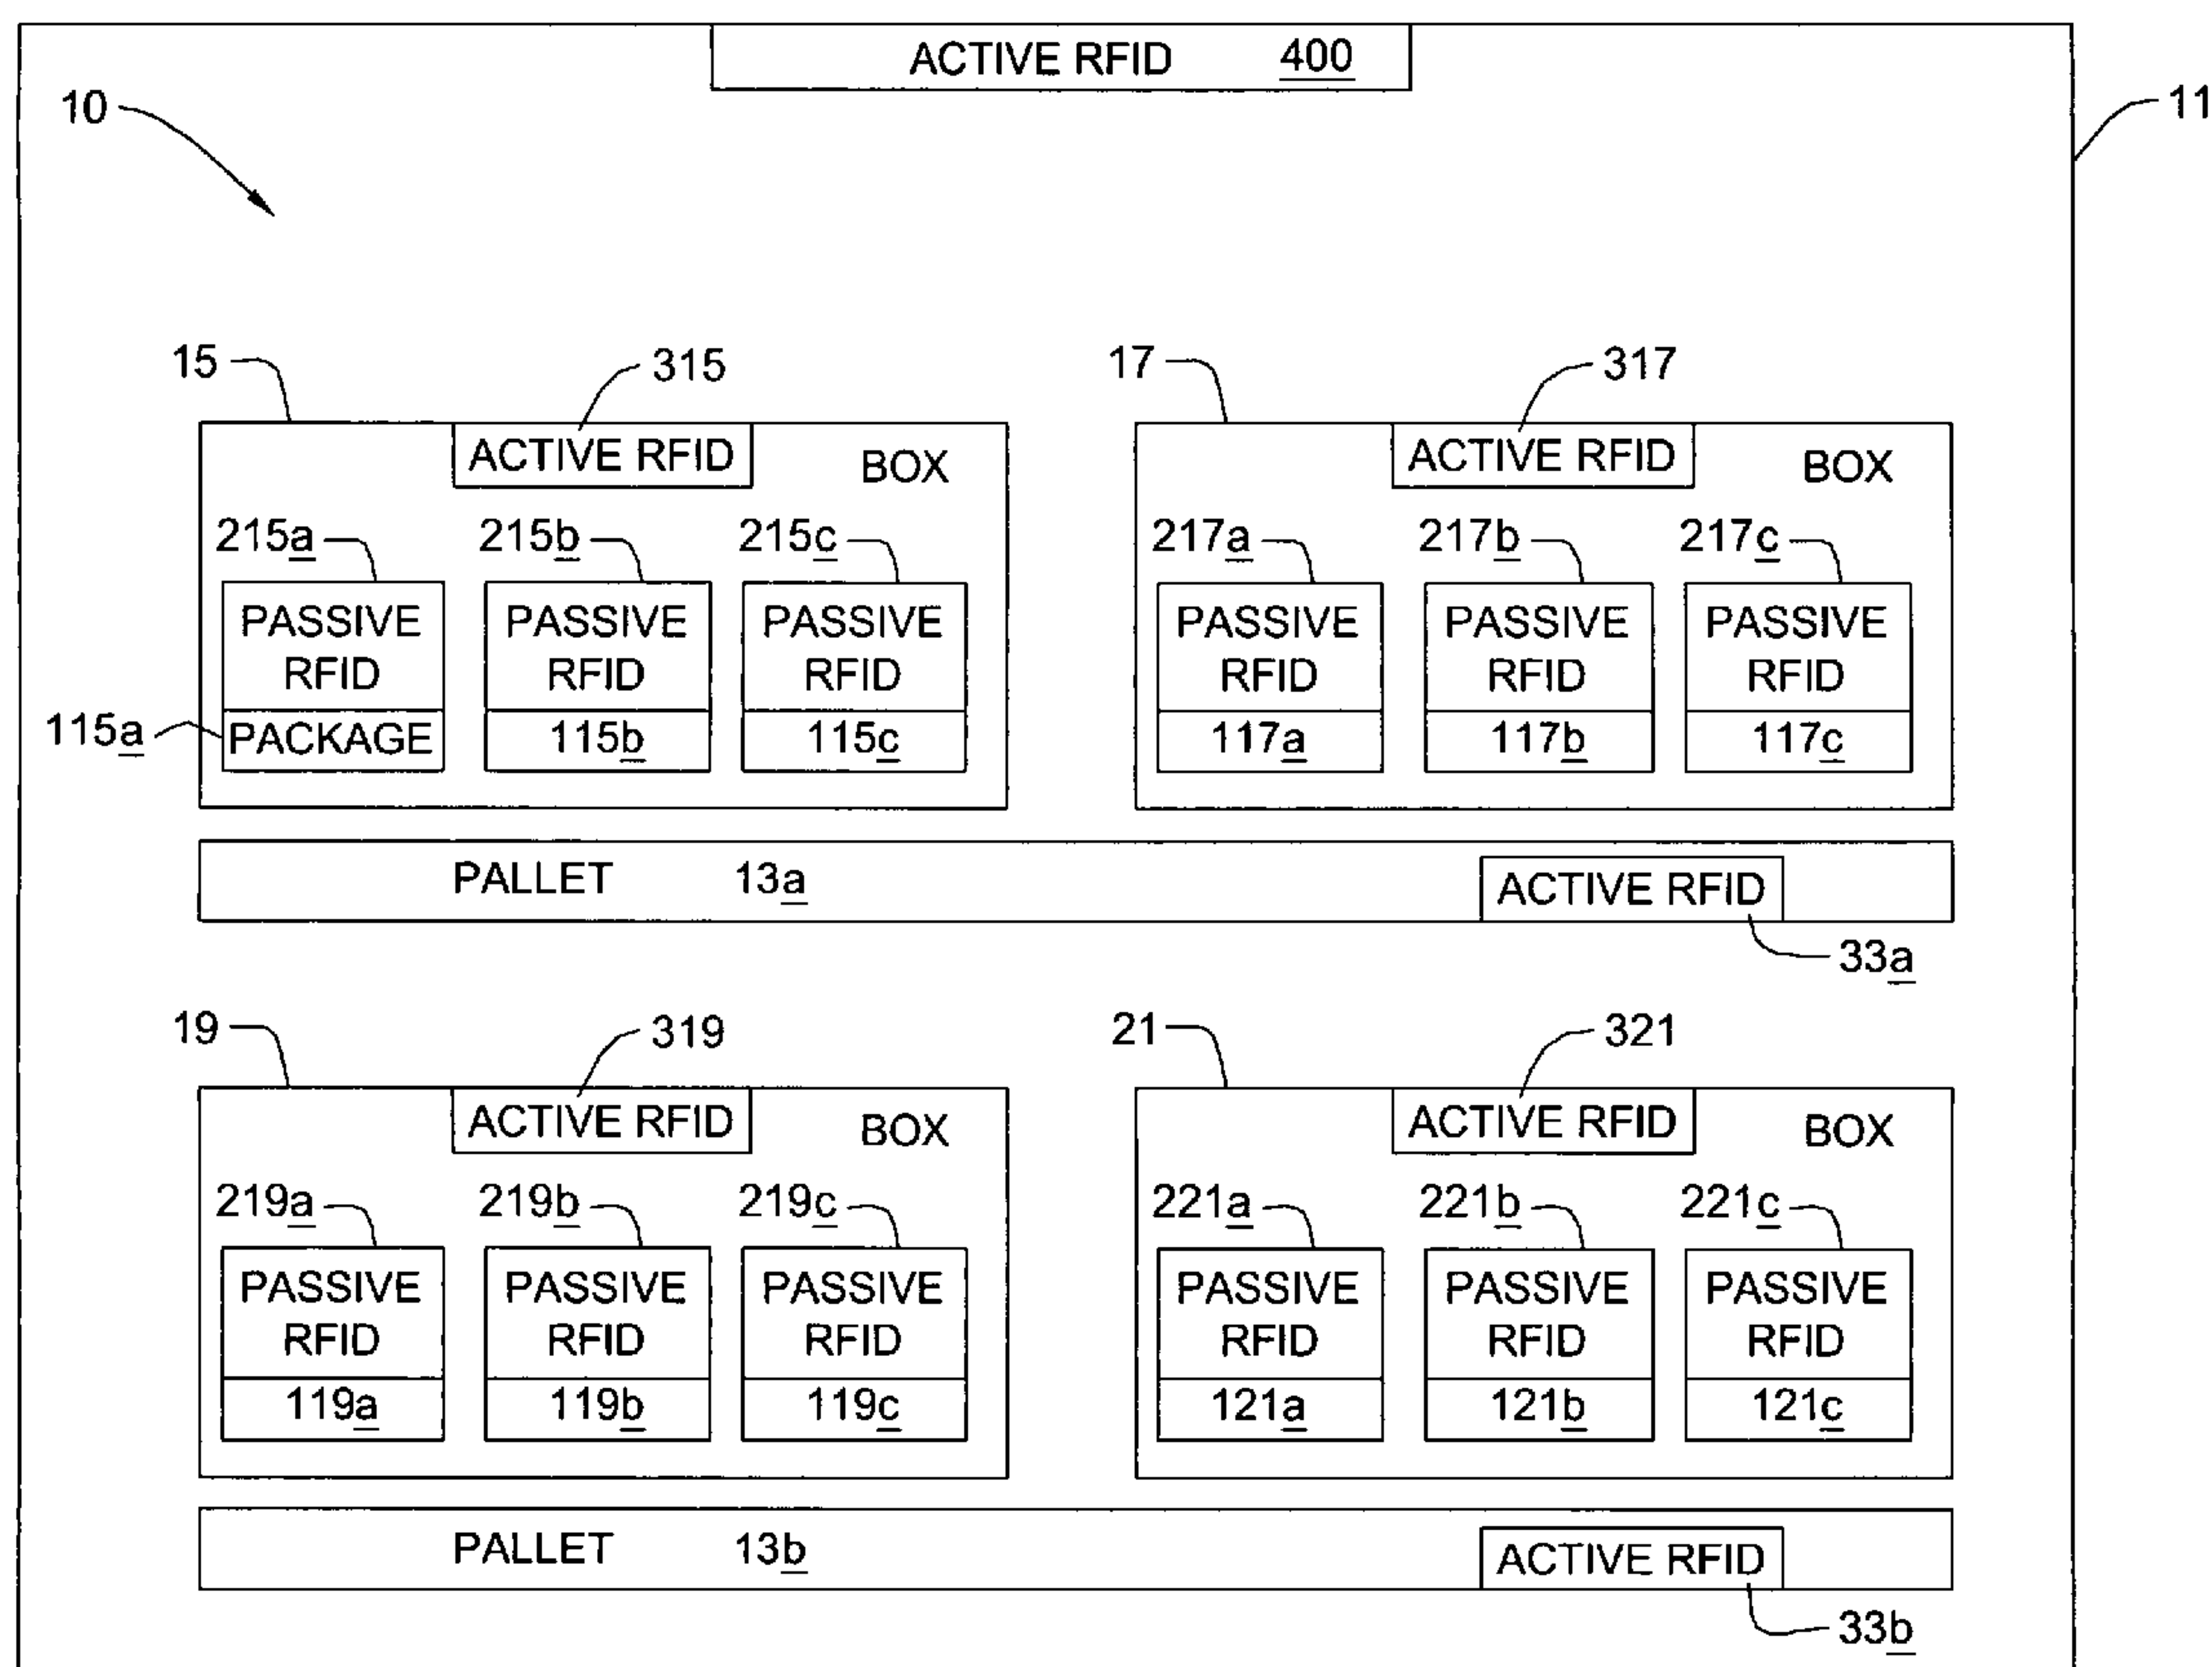 ACTIVE RFID 400
10
11
15
315
17
317
ACTIVE RFID
BOX
ACTIVE RFID
BOX
215a
215b
215c
217a
217b
217c
PASSIVE
RFID
PASSIVE
RFID
PASSIVE
RFID
PASSIVE
RFID
PASSIVE
RFID
PASSIVE
RFID
115a
PACKAGE
115b
115c
117a
117b
117c
PALLET 13a
ACTIVE RFID
33a
19
319
21
321
ACTIVE RFID
BOX
ACTIVE RFID
BOX
219a
219b
219c
221a
221b
221c
PASSIVE
RFID
PASSIVE
RFID
PASSIVE
RFID
PASSIVE
RFID
PASSIVE
RFID
PASSIVE
RFID
119a
119b
119c
121a
121b
121c
PALLET 13b
ACTIVE RFID
33b